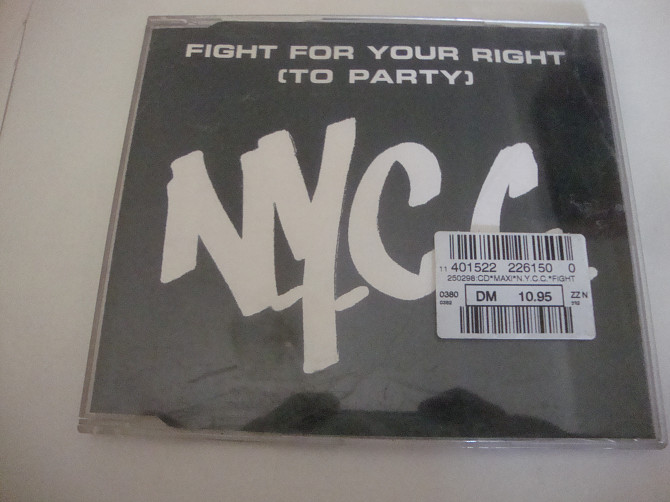 FIGHT FOR YOUR RIGHT
(TO PARTY)
NYCC
11 401522 226150 0
250298:CD*MAXI*N.Y C.C.*FIGHT
0380 DM 10.95 ZZ N